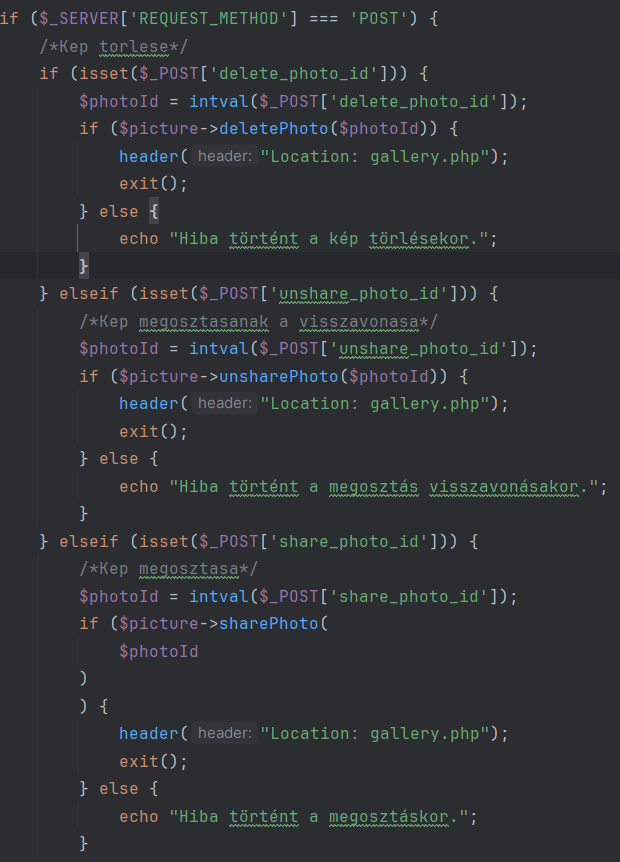 if ($_SERVER['REQUEST_METHOD'] === 'POST') {
    /*Kep torlese*/
    if (isset($_POST['delete_photo_id'])) {
        $photoId = intval($_POST['delete_photo_id']);
        if ($picture->deletePhoto($photoId)) {
            header( header: "Location: gallery.php");
            exit();
        } else {
            echo "Hiba történt a kép törlésekor.";
        }
    } elseif (isset($_POST['unshare_photo_id'])) {
        /*Kep megosztasanak a visszavonasa*/
        $photoId = intval($_POST['unshare_photo_id']);
        if ($picture->unsharePhoto($photoId)) {
            header( header: "Location: gallery.php");
            exit();
        } else {
            echo "Hiba történt a megosztás visszavonásakor.";
        }
    } elseif (isset($_POST['share_photo_id'])) {
        /*Kep megosztasa*/
        $photoId = intval($_POST['share_photo_id']);
        if ($picture->sharePhoto(
            $photoId
        )
        ) {
            header( header: "Location: gallery.php");
            exit();
        } else {
            echo "Hiba történt a megosztáskor.";
        }